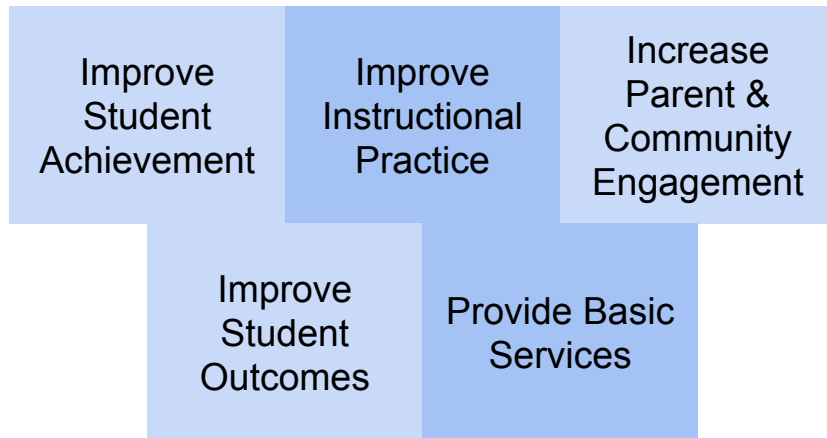 Improve
Student
Achievement
Improve
Instructional
Practice
Increase
Parent &
Community
Engagement
Improve
Student
Outcomes
Provide Basic
Services